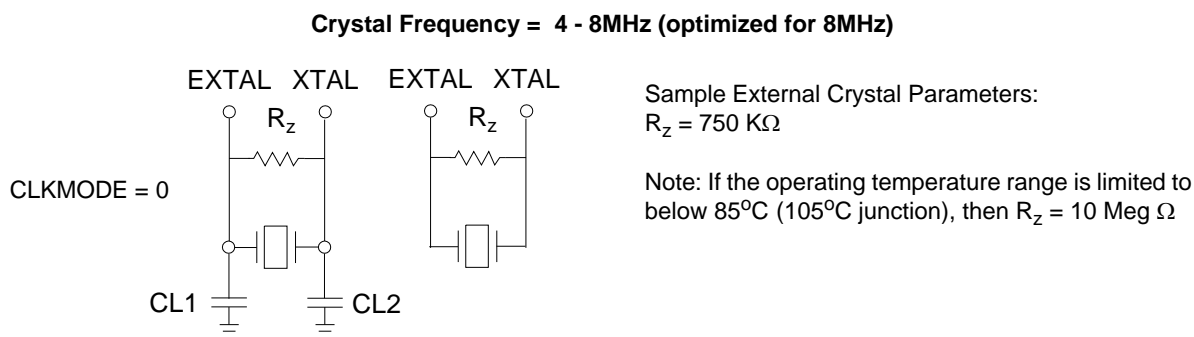 Crystal Frequency = 4 - 8MHz (optimized for 8MHz)
EXTAL XTAL EXTAL XTAL
Rz Rz
CLKMODE = 0
CL1 CL2
Sample External Crystal Parameters:
Rz = 750 KΩ
Note: If the operating temperature range is limited to
below 85oC (105oC junction), then Rz = 10 Meg Ω